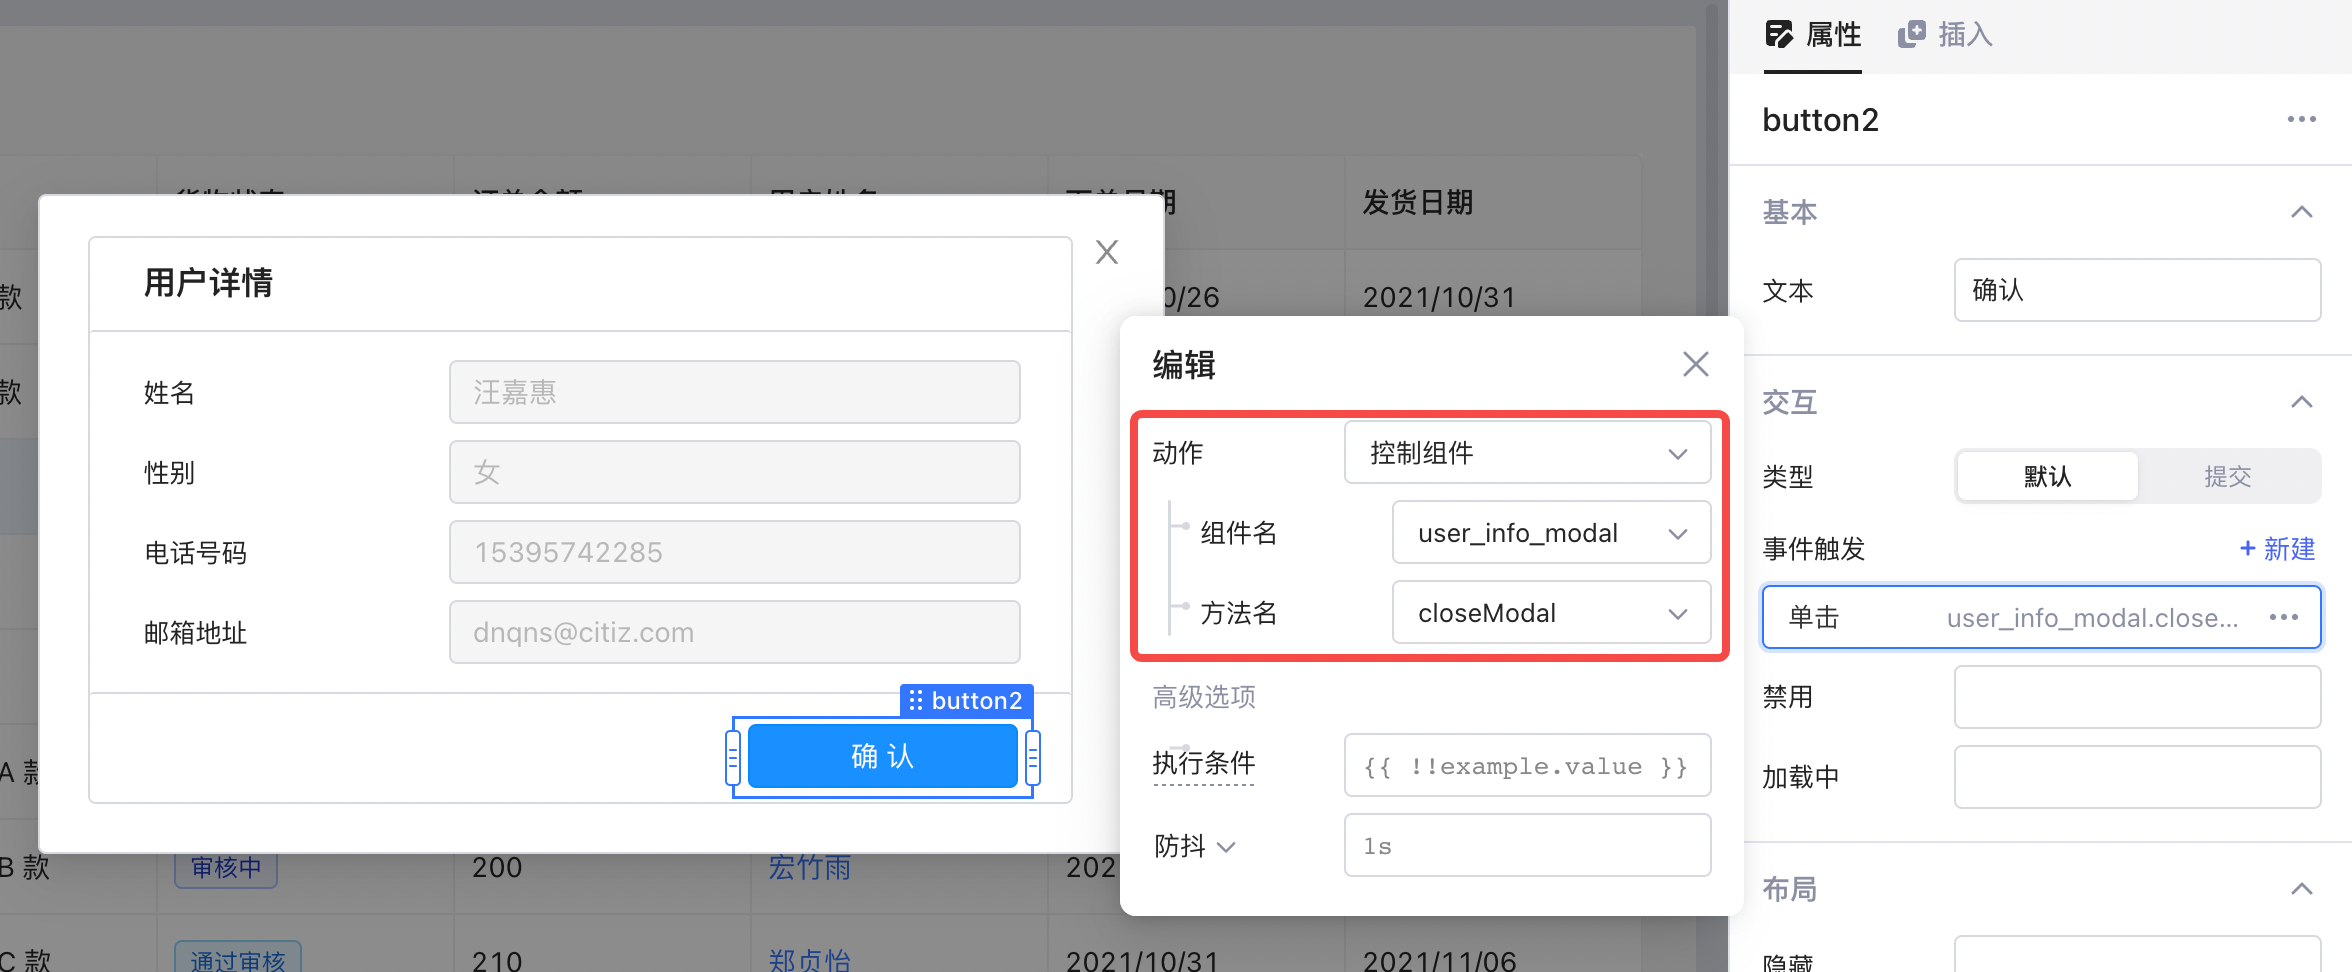 属性 插入
button2
基本
文本 确认
交互
类型 默认 提交
事件触发 + 新建
单击 user_info_modal.close...
禁用
加载中
布局
隐藏
发货日期
0/26 2021/10/31
款
款
用户详情
姓名 汪嘉惠
性别 女
电话号码 15395742285
邮箱地址 dnqns@citiz.com
button2
确 认
编辑
动作 控制组件
组件名 user_info_modal
方法名 closeModal
高级选项
执行条件 {{ !!example.value }}
防抖 1s
A 款
B 款 审核中 200 宏竹雨 202
C 款 通过审核 210 郑贞怡 2021/10/31 2021/11/06